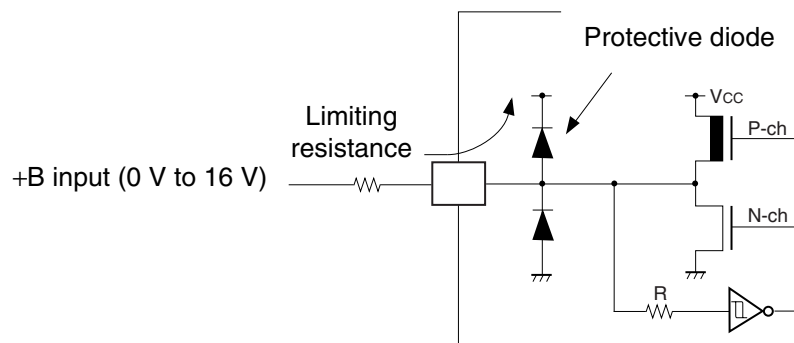 Protective diode
Limiting
resistance
VCC
P-ch
+B input (0 V to 16 V)
N-ch
R